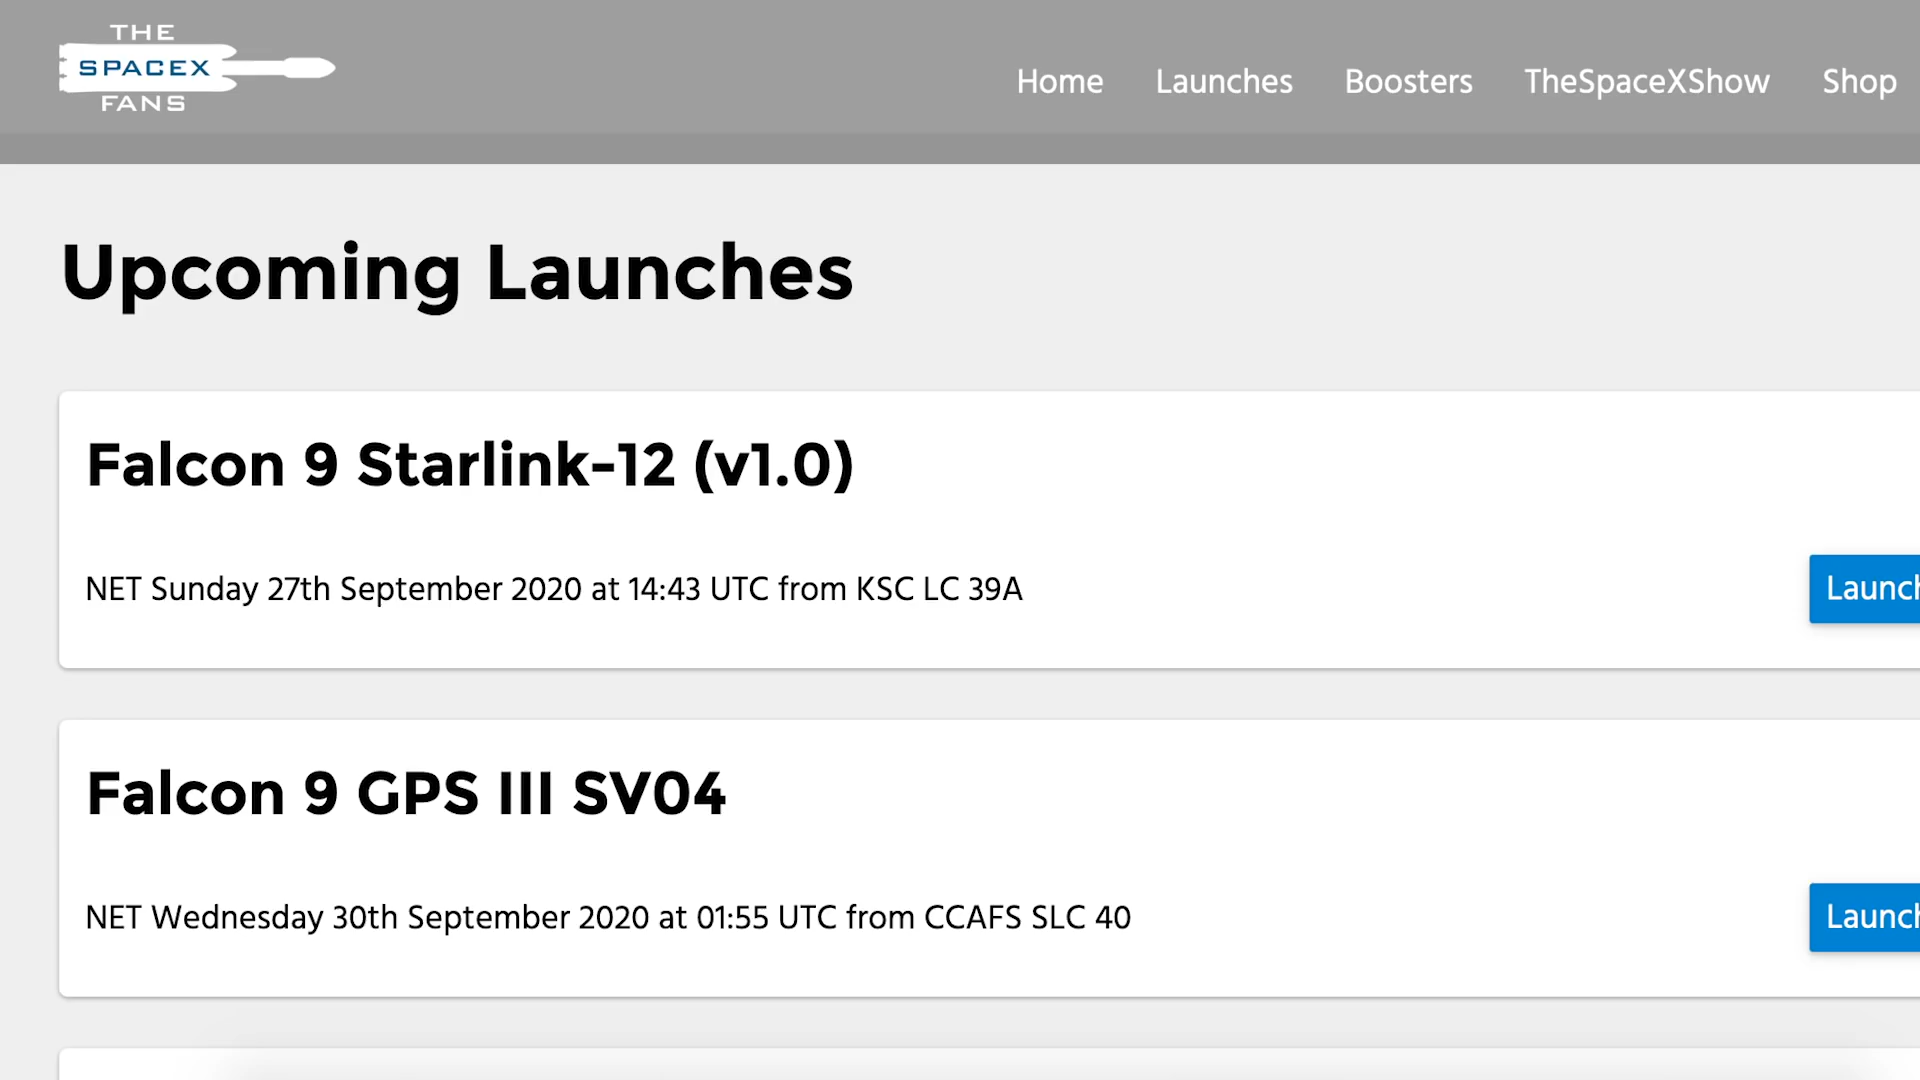 THE
SPACEX
FANS
Home Launches Boosters TheSpaceXShow Shop
Upcoming Launches
Falcon 9 Starlink-12 (v1.0)
NET Sunday 27th September 2020 at 14:43 UTC from KSC LC 39A
Launch
Falcon 9 GPS III SV04
NET Wednesday 30th September 2020 at 01:55 UTC from CCAFS SLC 40
Launch